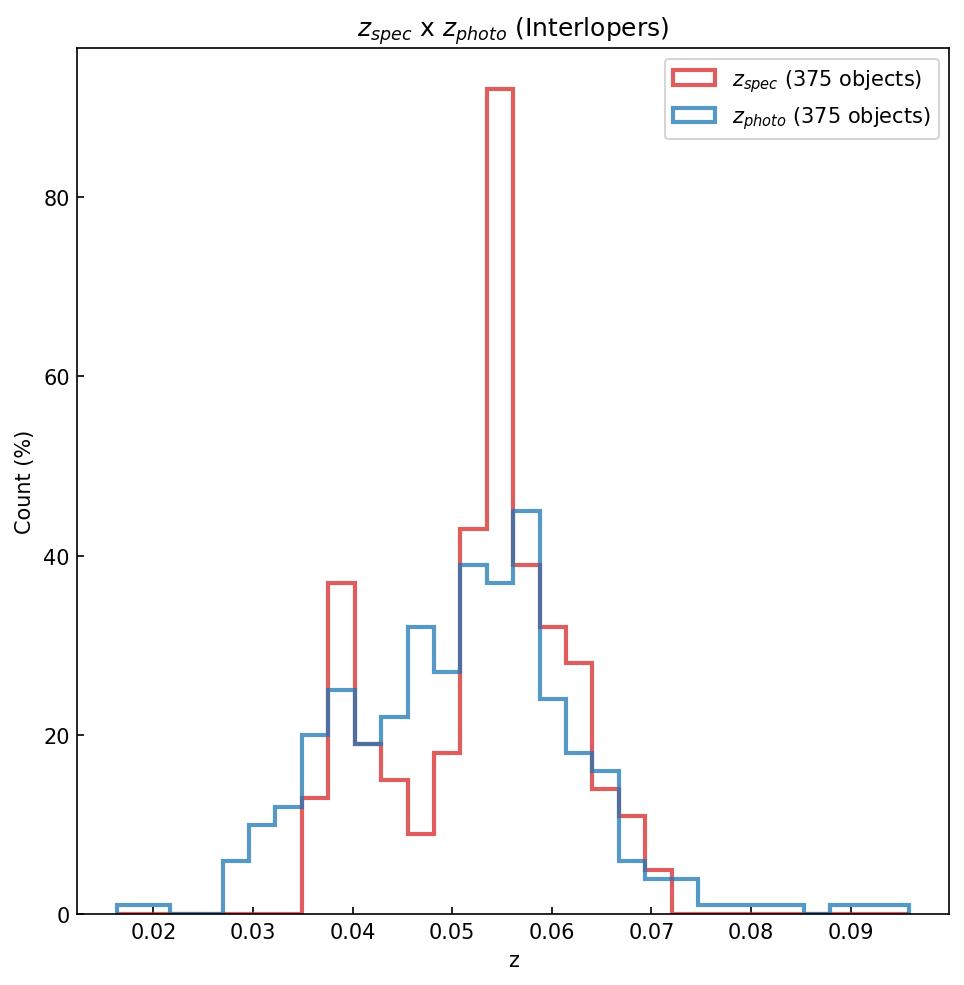 z_spec x z_photo (Interlopers)
z_spec (375 objects)
z_photo (375 objects)
Count (%)
80
60
40
20
0
0.02 0.03 0.04 0.05 0.06 0.07 0.08 0.09
z